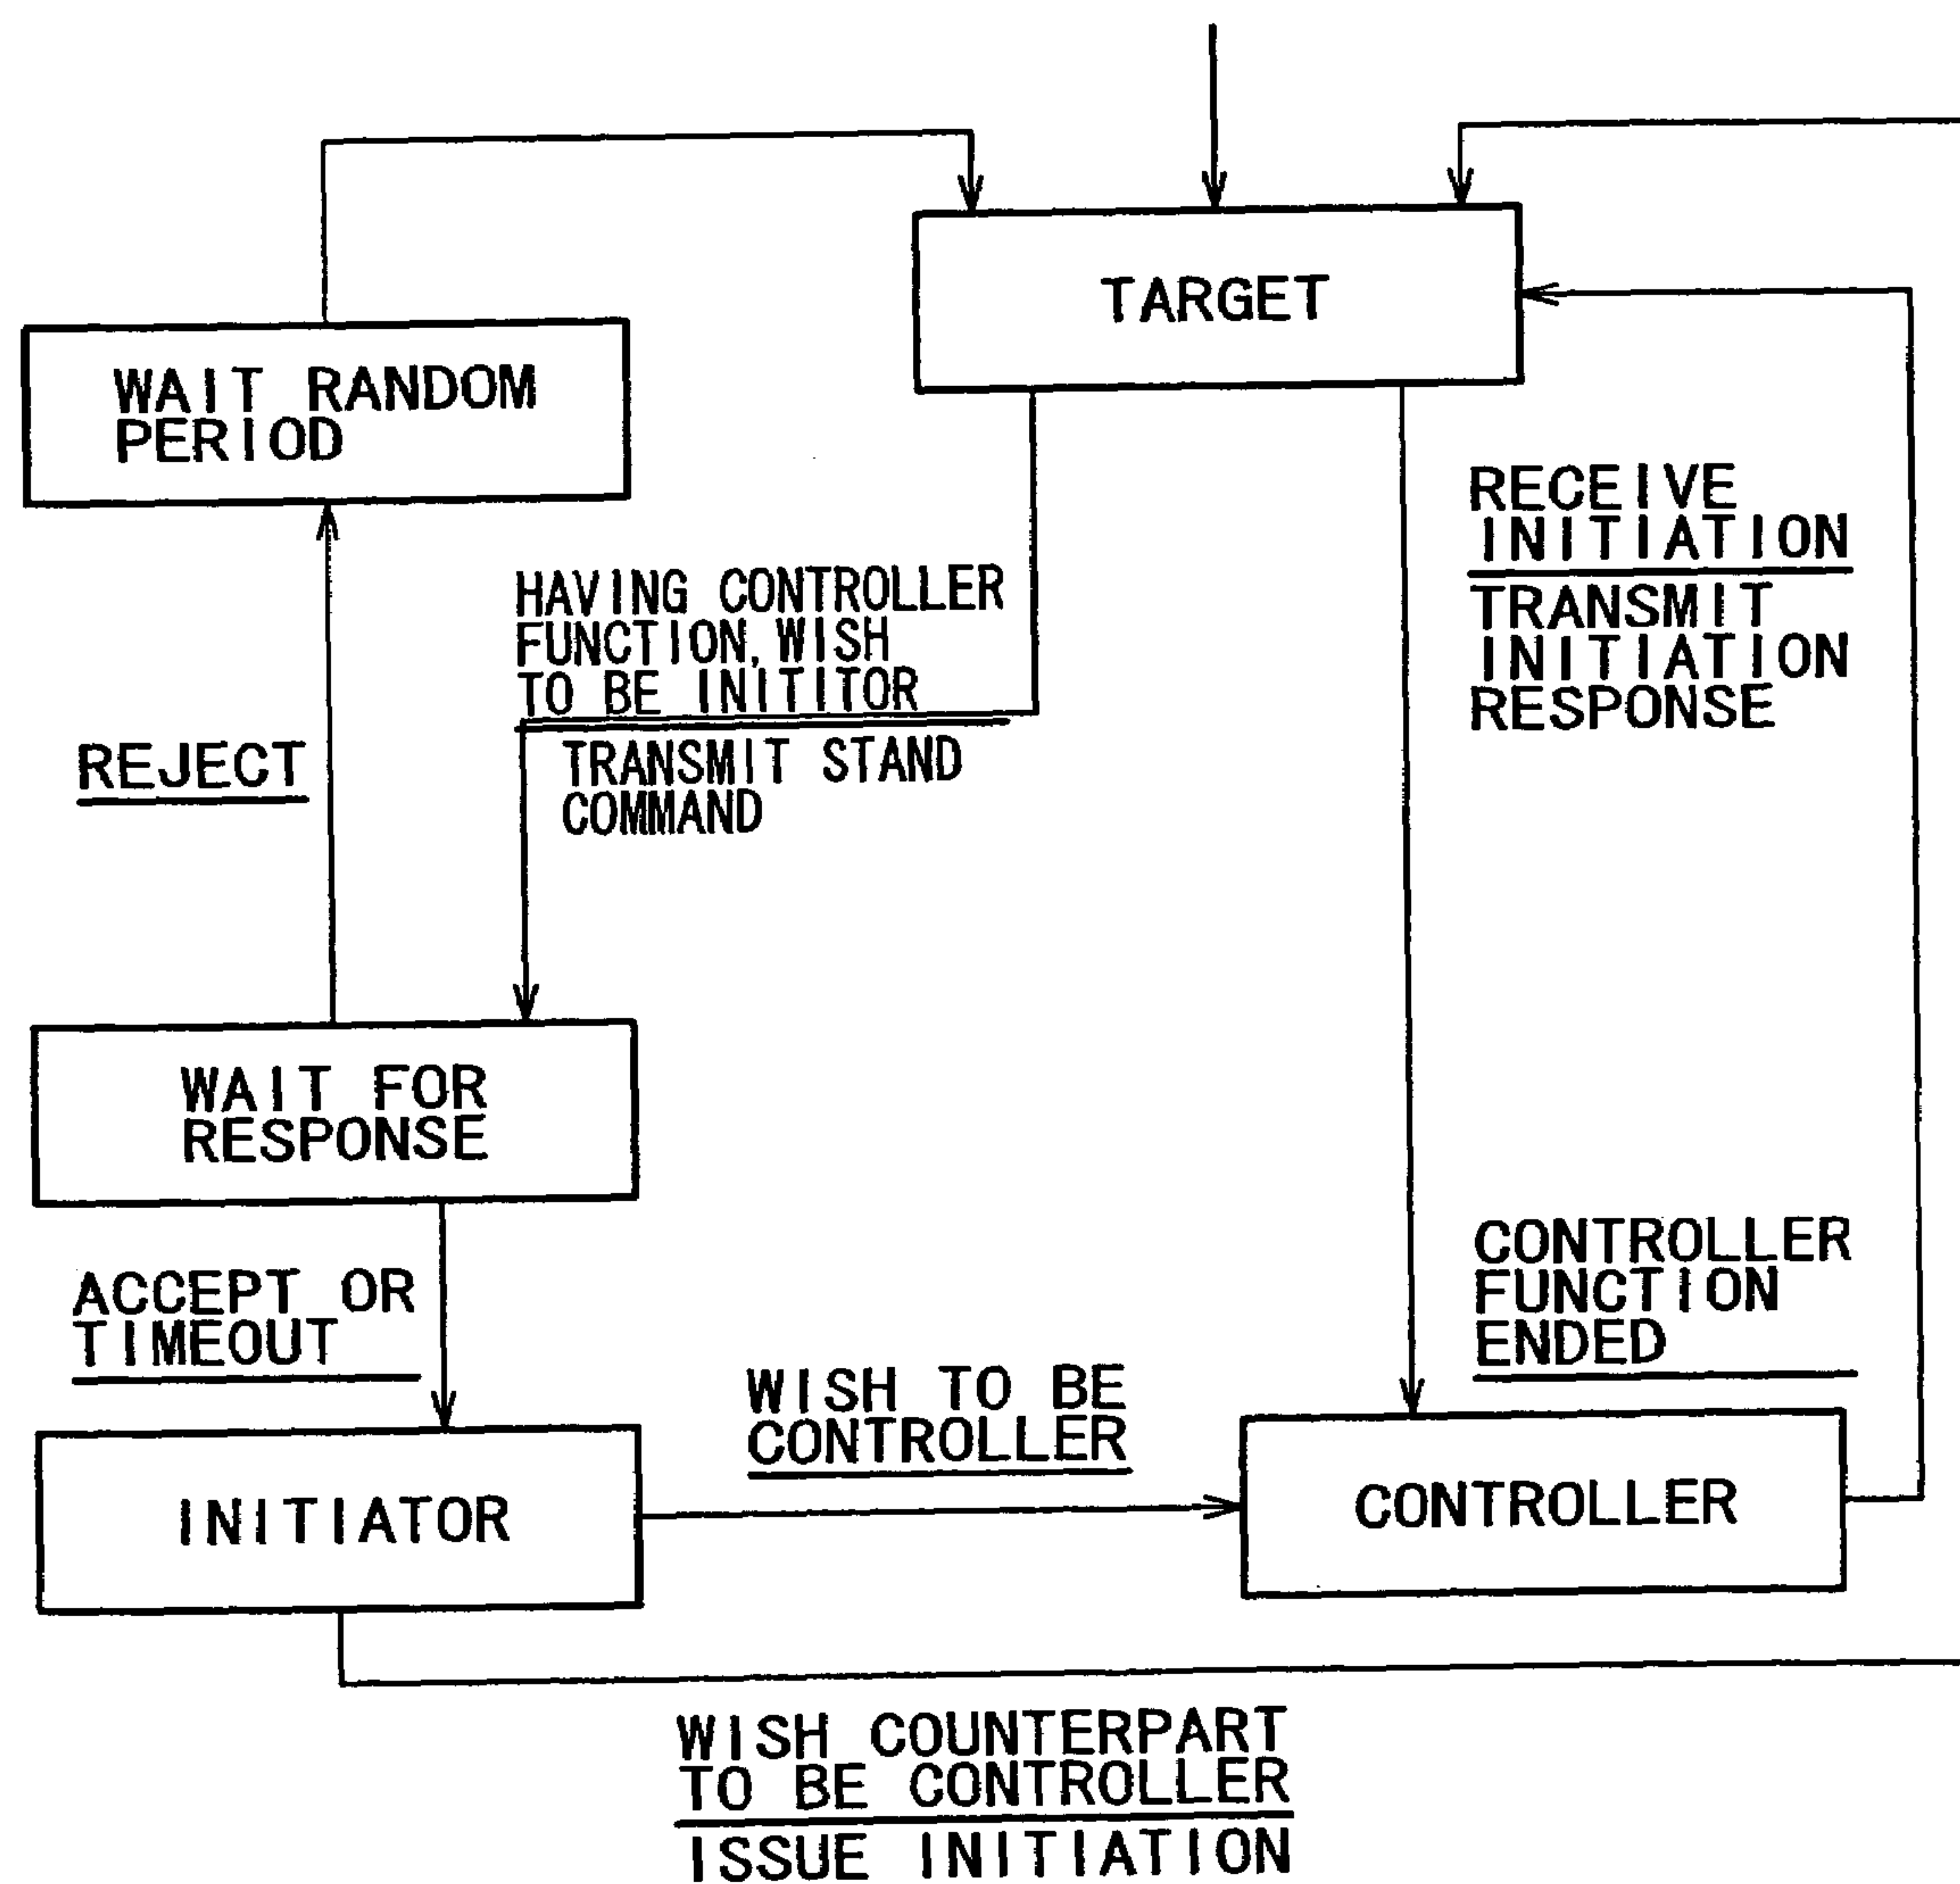 TARGET
WAIT RANDOM
PERIOD
RECEIVE
INITIATION
TRANSMIT
INITIATION
RESPONSE
HAVING CONTROLLER
FUNCTION, WISH
TO BE INITITOR
TRANSMIT STAND
COMMAND
REJECT
WAIT FOR
RESPONSE
ACCEPT OR
TIMEOUT
CONTROLLER
FUNCTION
ENDED
WISH TO BE
CONTROLLER
INITIATOR
CONTROLLER
WISH COUNTERPART
TO BE CONTROLLER
ISSUE INITIATION